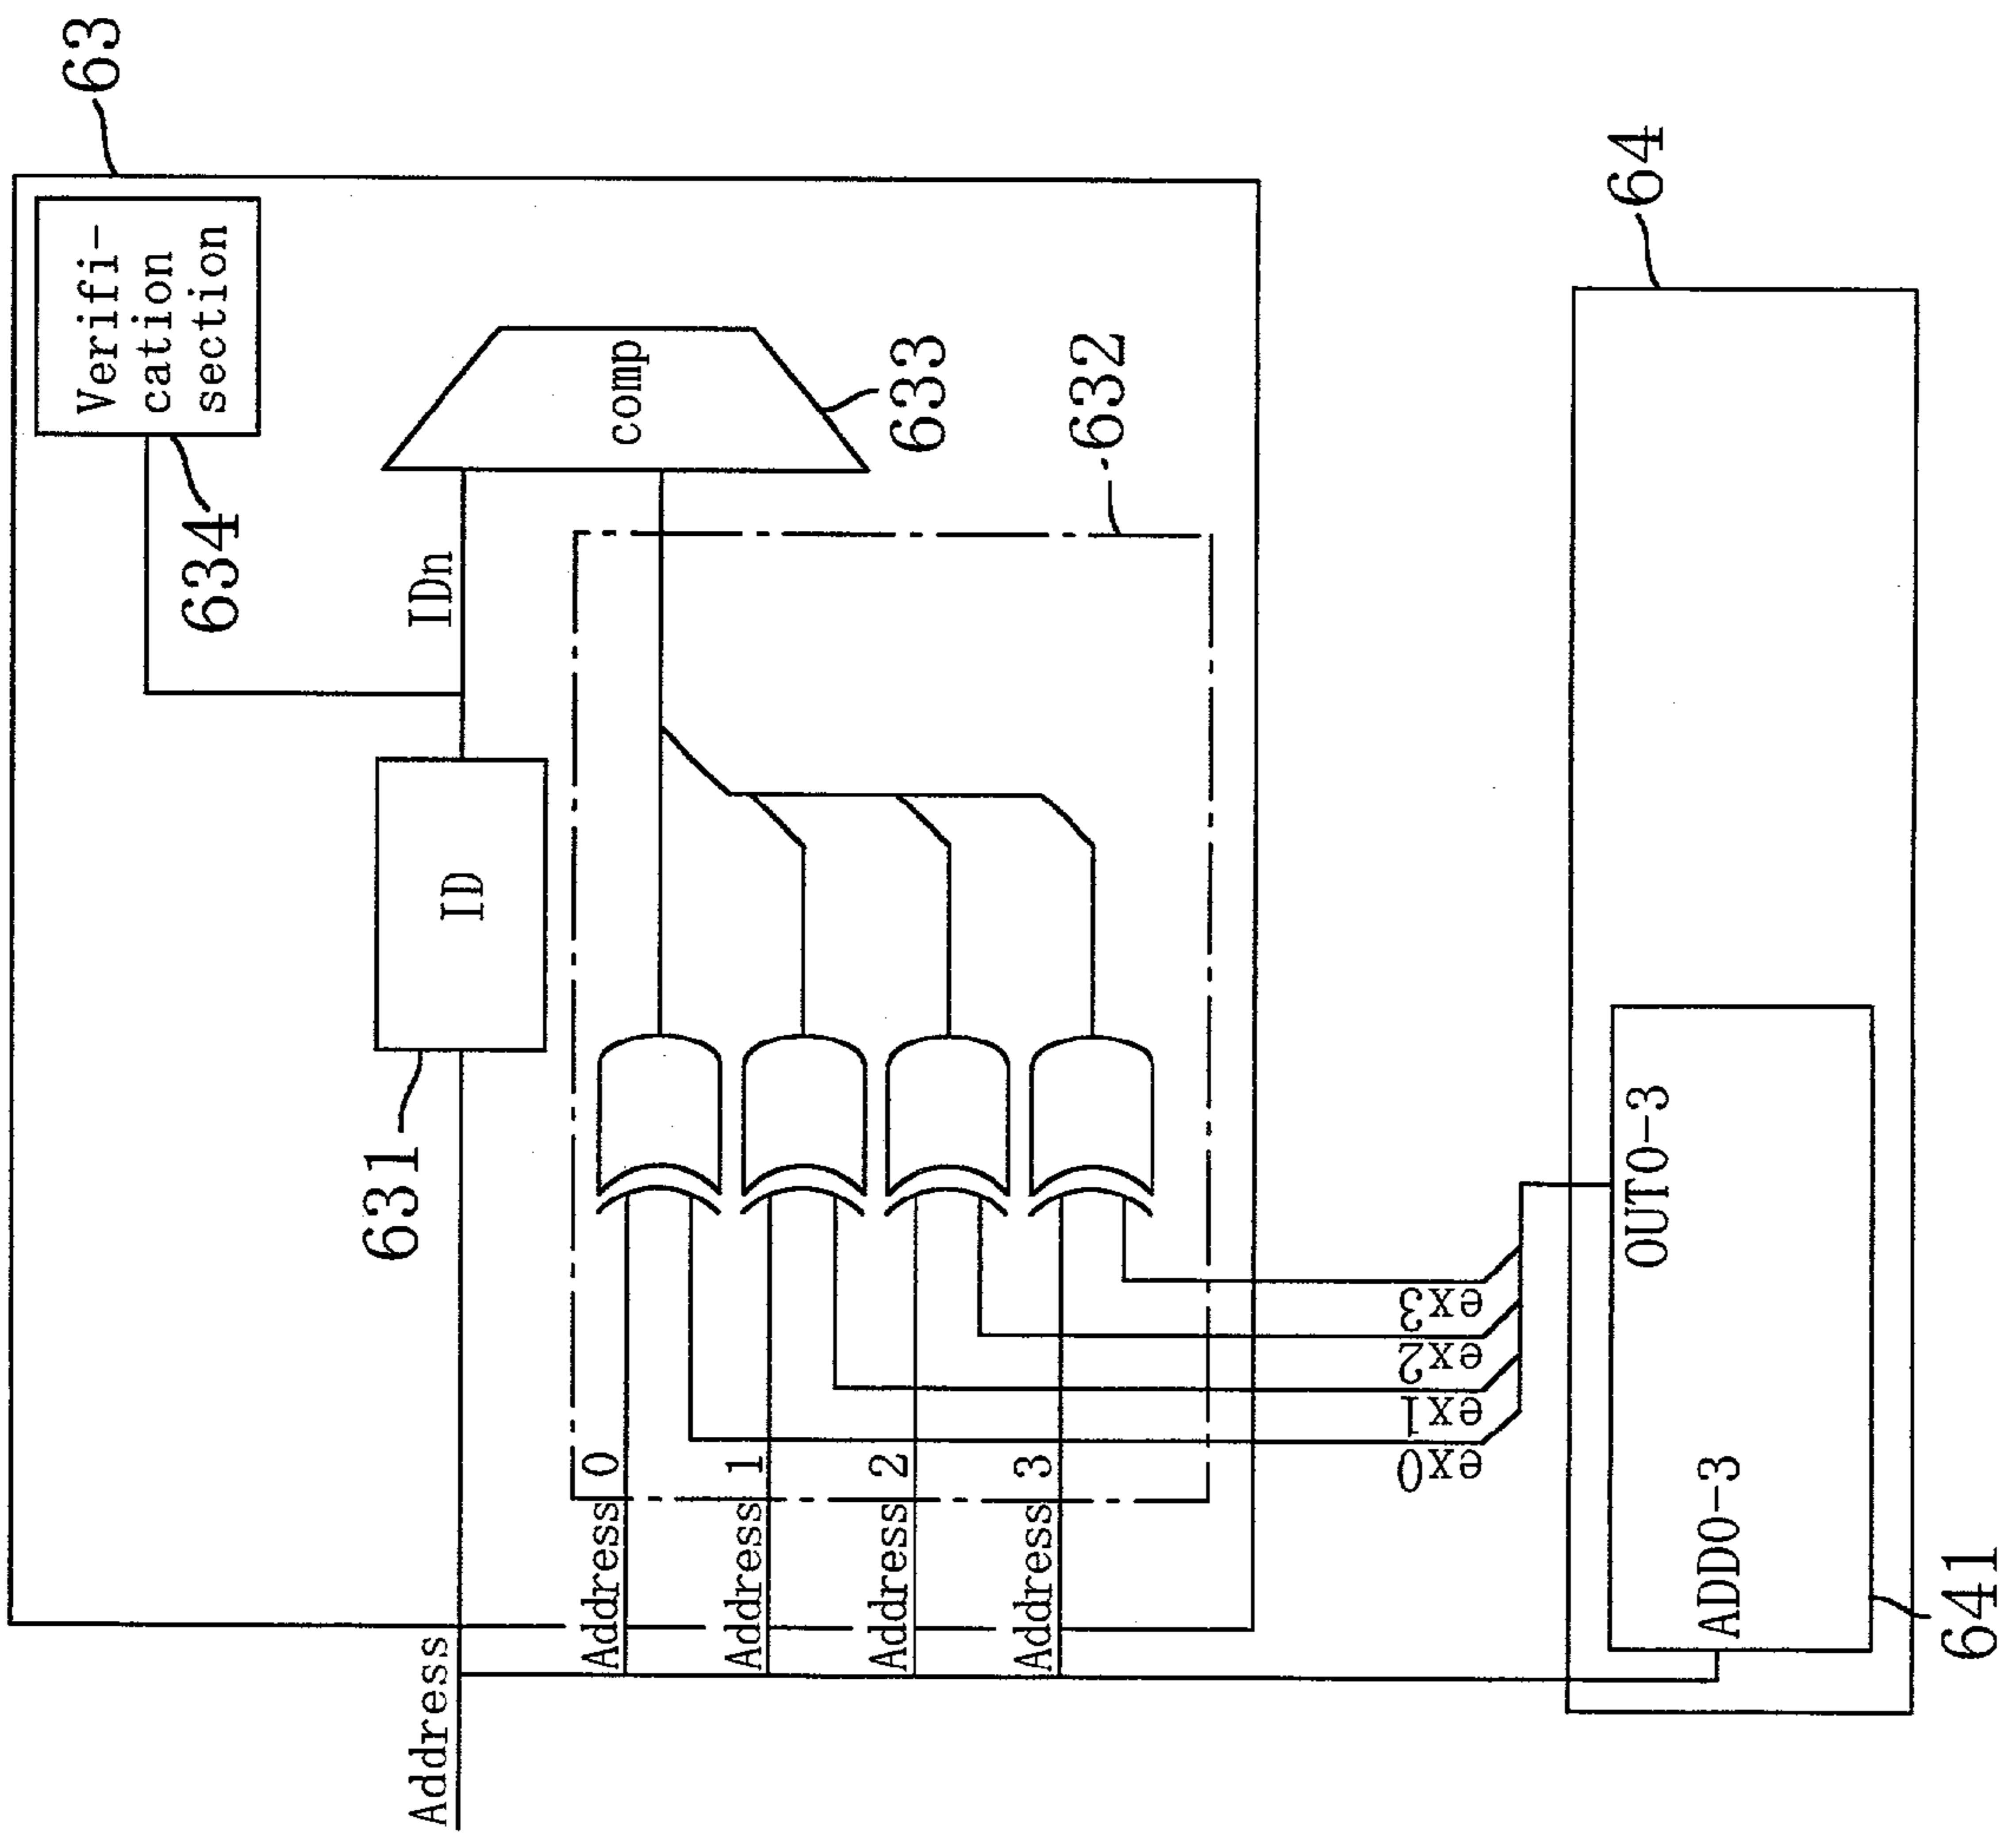 63
Verifi-
cation
section
634
comp
633
IDn
632
ID
631
Address
Address 0
Address 1
Address 2
Address 3
ex0
ex1
ex2
ex3
64
OUT0-3
ADD0-3
641